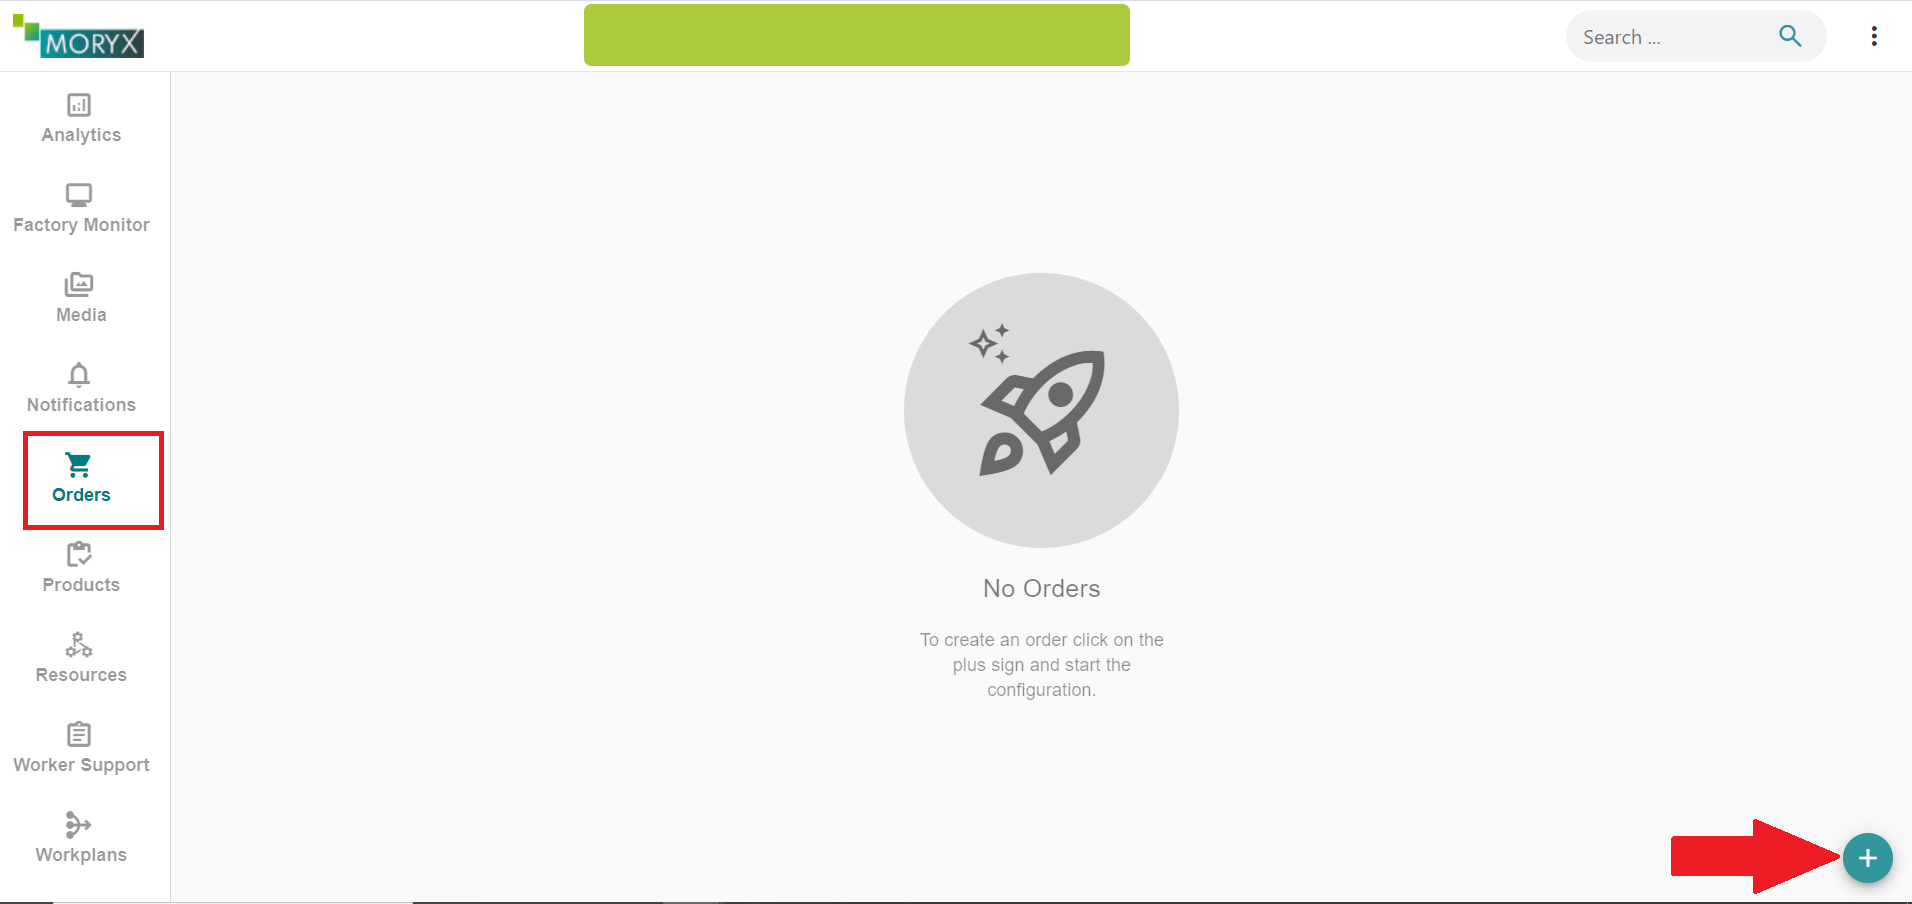 MORYX
Search ...
Analytics
Factory Monitor
Media
Notifications
Orders
Products
Resources
Worker Support
Workplans
No Orders
To create an order click on the
plus sign and start the
configuration.